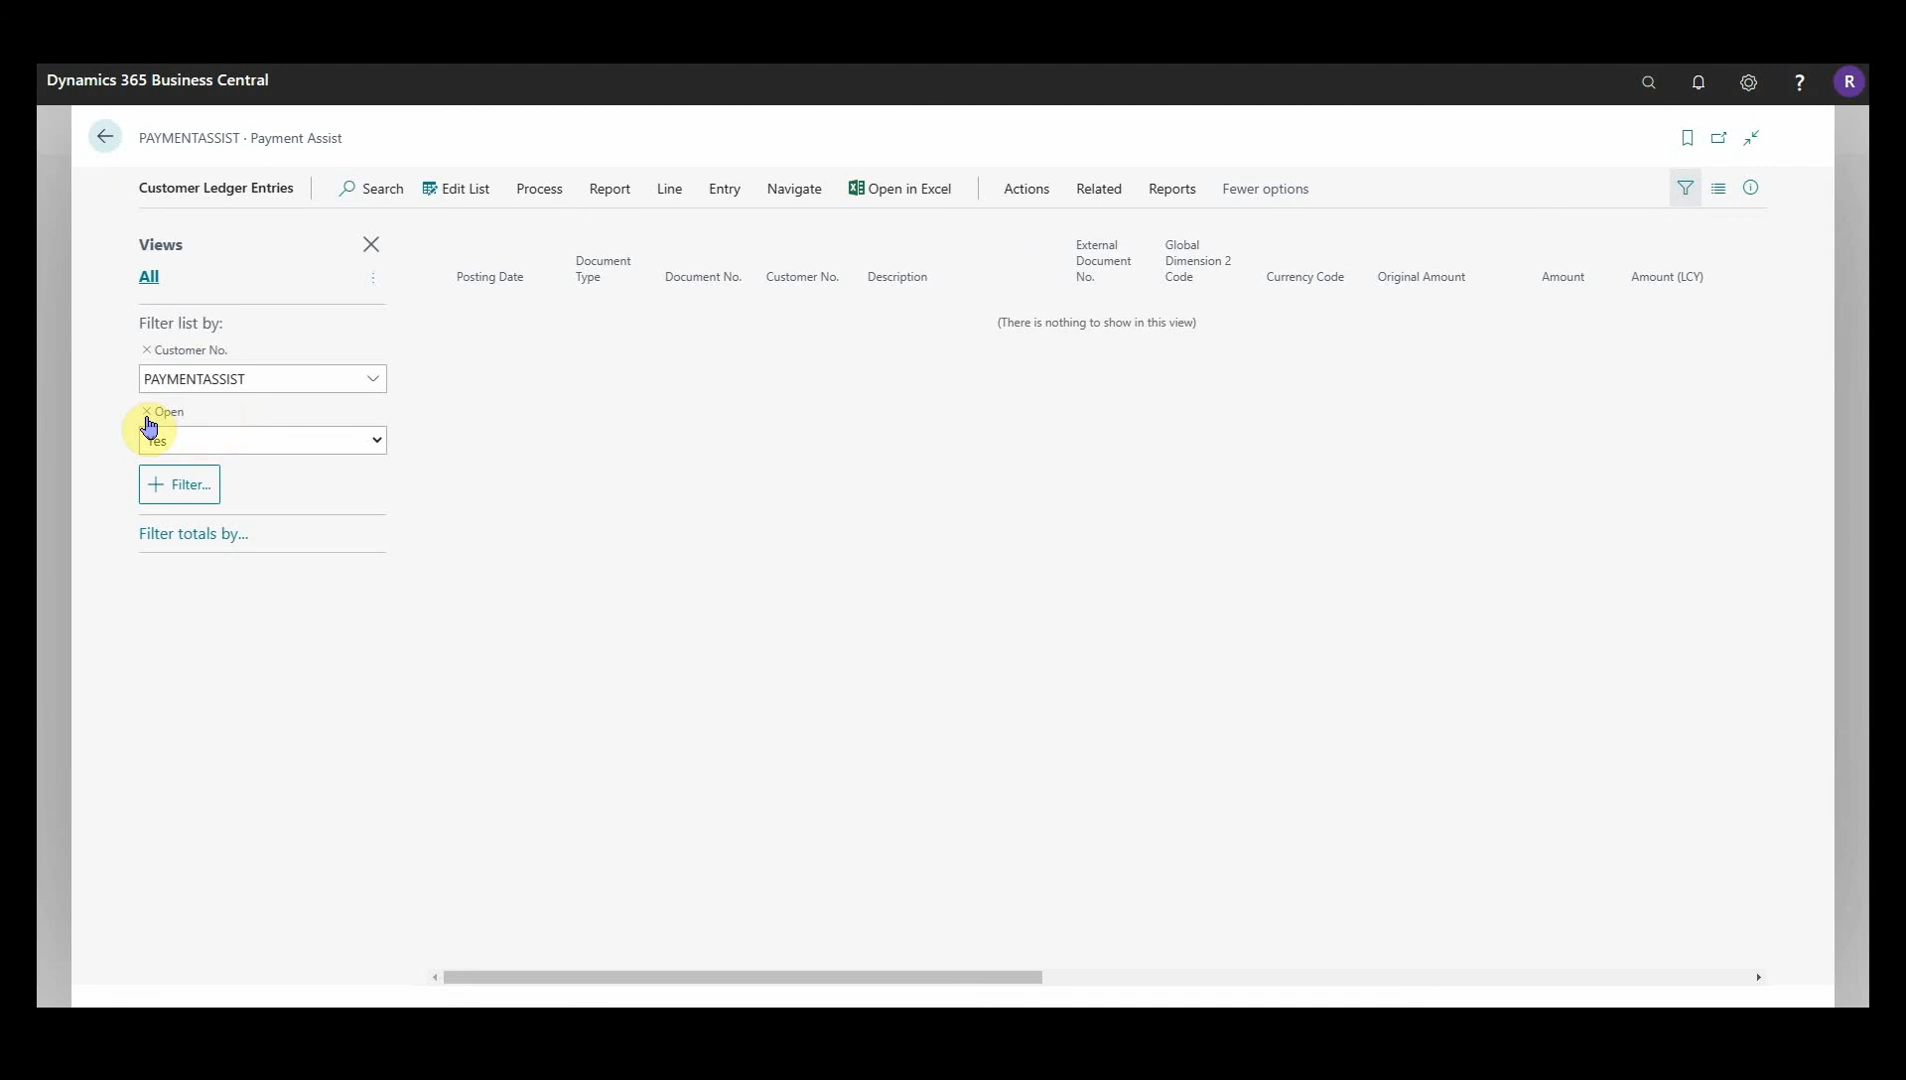 Dynamics 365 Business Central
R
PAYMENTASSIST · Payment Assist
Customer Ledger Entries
Search
Edit List
Process
Report
Line
Entry
Navigate
Open in Excel
Actions
Related
Reports
Fewer options
Views
All
Filter list by:
Customer No.
PAYMENTASSIST
Open
Yes
Filter...
Filter totals by...
Posting Date
Document
Type
Document No.
Customer No.
Description
External
Document
No.
Global
Dimension 2
Code
Currency Code
Original Amount
Amount
Amount (LCY)
(There is nothing to show in this view)